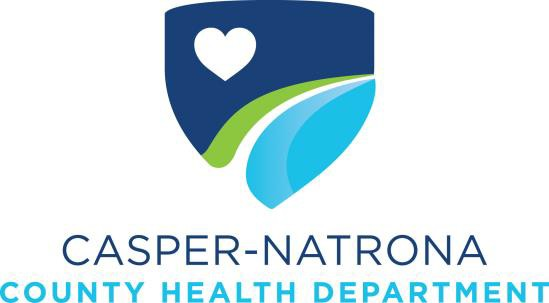 CASPER-NATRONA
COUNTY HEALTH DEPARTMENT